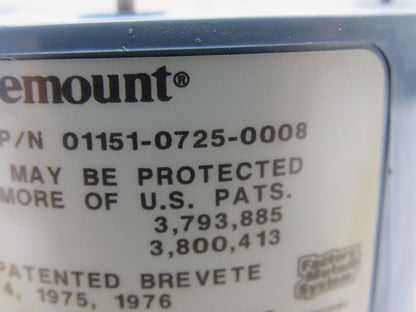 emount®
P/N 01151-0725-0008
MAY BE PROTECTED
MORE OF U.S. PATS.
3,793,885
3,800,413
PATENTED BREVETE
4, 1975, 1976
Factory
Mutual
System